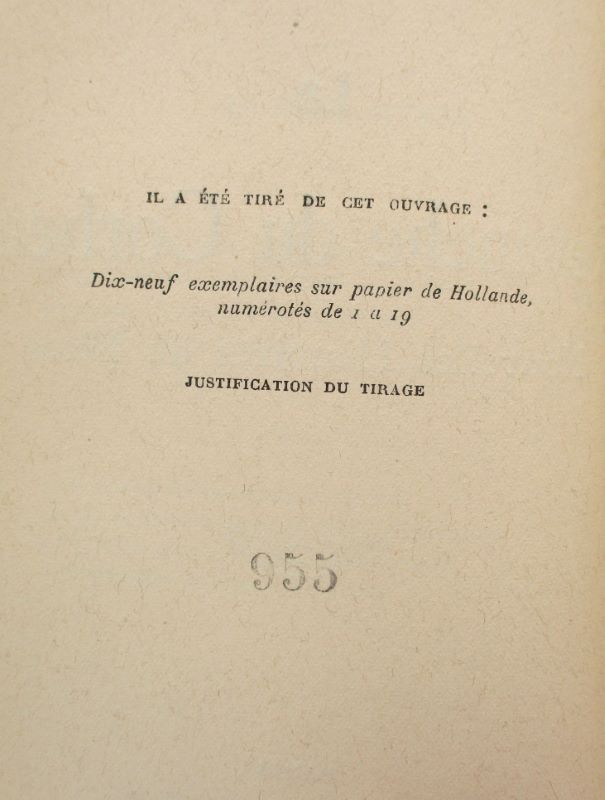 IL A ÉTÉ TIRÉ DE CET OUVRAGE :
Dix-neuf exemplaires sur papier de Hollande,
numérotés de 1 a 19
JUSTIFICATION DU TIRAGE
955